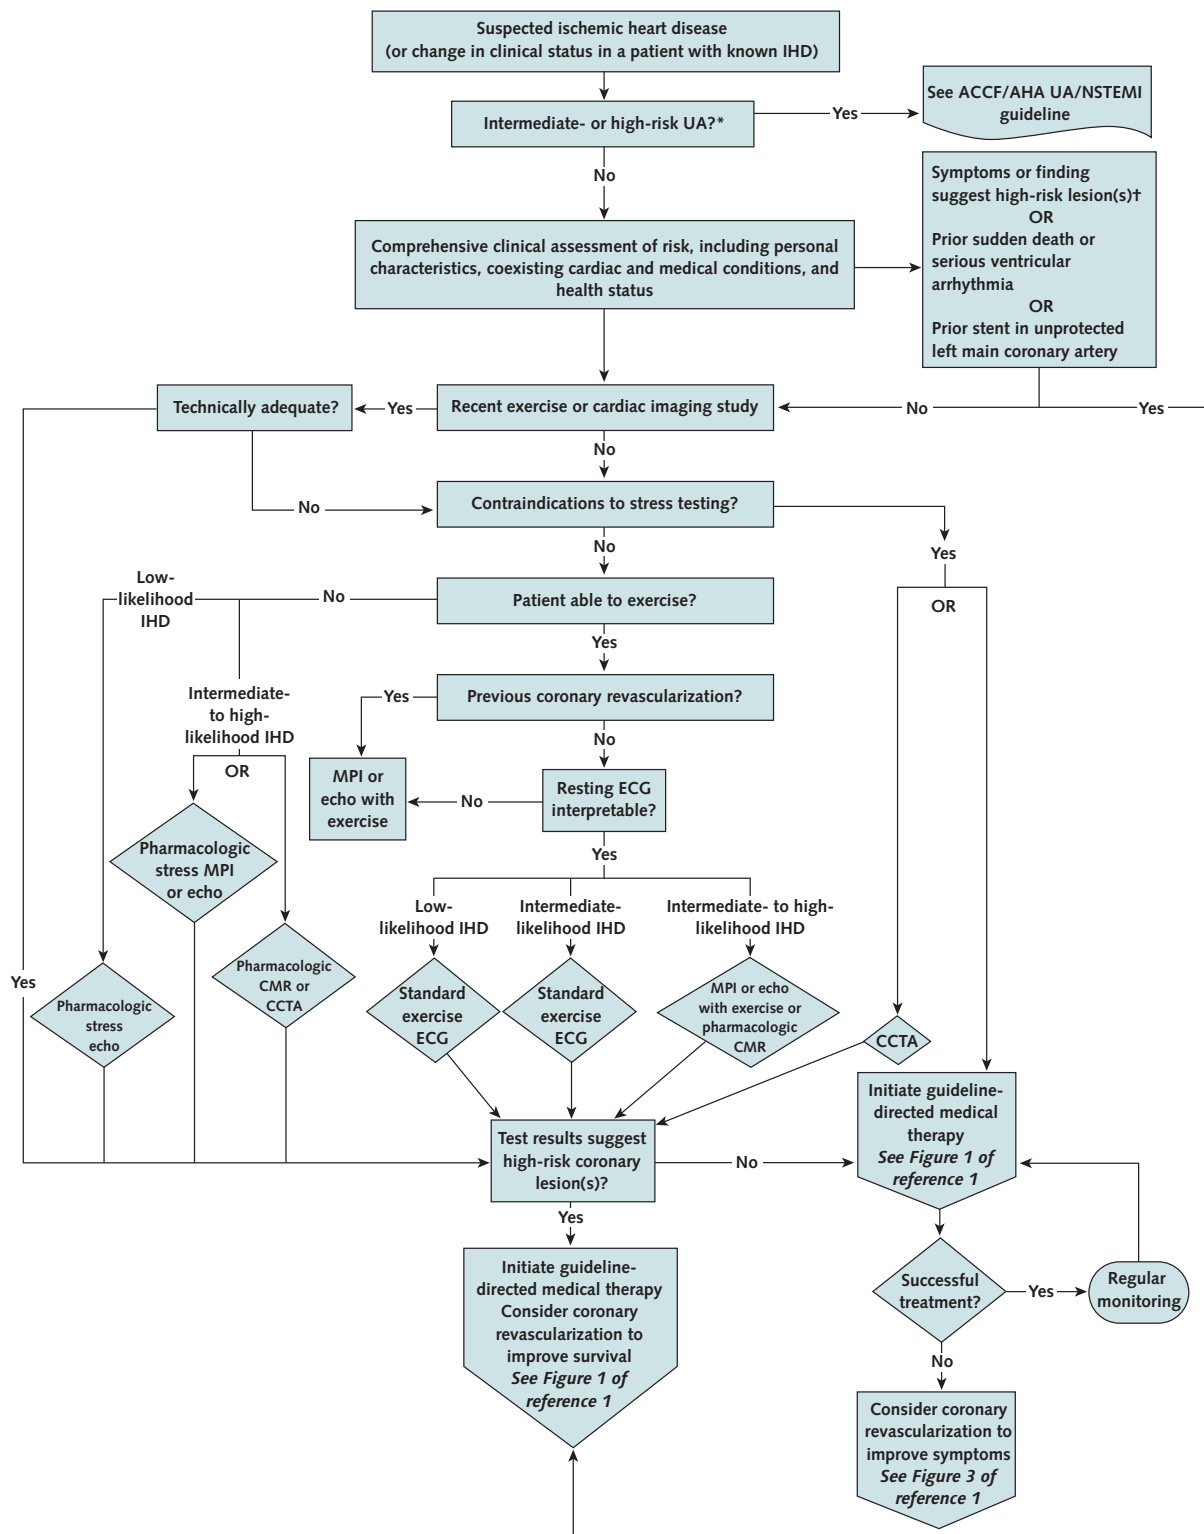 Suspected ischemic heart disease
(or change in clinical status in a patient with known IHD)
Intermediate- or high-risk UA?*
Yes
See ACCF/AHA UA/NSTEMI
guideline
No
Symptoms or finding
suggest high-risk lesion(s)†
OR
Prior sudden death or
serious ventricular
arrhythmia
OR
Prior stent in unprotected
left main coronary artery
Comprehensive clinical assessment of risk, including personal
characteristics, coexisting cardiac and medical conditions, and
health status
Technically adequate?
Yes
Recent exercise or cardiac imaging study
No
Yes
No
No
Contraindications to stress testing?
No
Yes
OR
Low-
likelihood
IHD
No
Patient able to exercise?
Yes
Intermediate-
to high-
likelihood IHD
OR
Yes
Previous coronary revascularization?
No
MPI or
echo with
exercise
No
Resting ECG
interpretable?
Yes
Pharmacologic
stress MPI
or echo
Low-
likelihood IHD
Intermediate-
likelihood IHD
Intermediate- to high-
likelihood IHD
Yes
Pharmacologic
stress
echo
Pharmacologic
CMR or
CCTA
Standard
exercise
ECG
Standard
exercise
ECG
MPI or echo
with exercise or
pharmacologic
CMR
CCTA
Test results suggest
high-risk coronary
lesion(s)?
No
Initiate guideline-
directed medical
therapy
See Figure 1 of
reference 1
Yes
Initiate guideline-
directed medical therapy
Consider coronary
revascularization to
improve survival
See Figure 1 of
reference 1
Successful
treatment?
Yes
Regular
monitoring
No
Consider coronary
revascularization to
improve symptoms
See Figure 3 of
reference 1